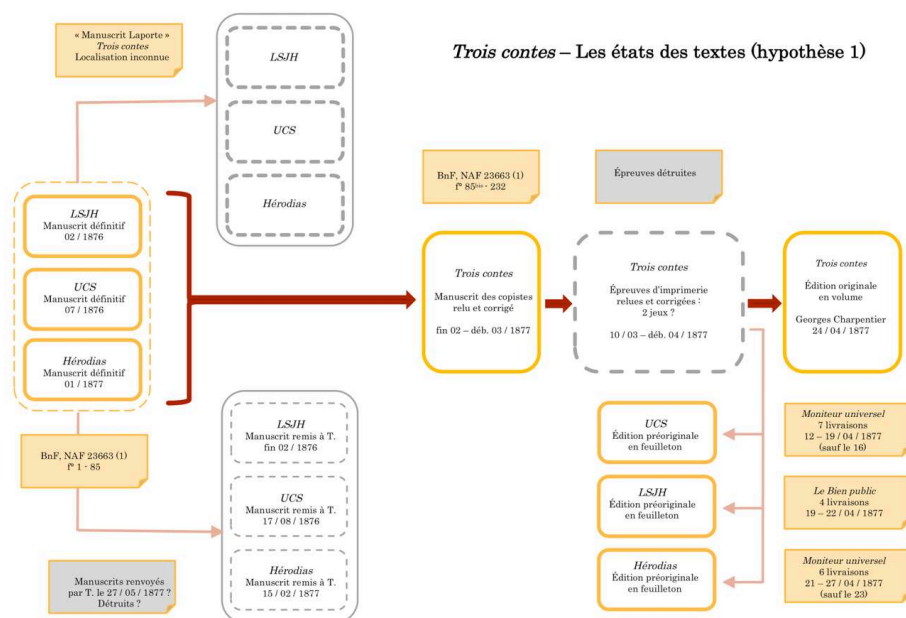 Trois contes – Les états des textes (hypothèse 1)
« Manuscrit Laporte »
Trois contes
Localisation inconnue
LSJH
UCS
Hérodias
LSJH
Manuscrit définitif
02 / 1876
UCS
Manuscrit définitif
07 / 1876
Hérodias
Manuscrit définitif
01 / 1877
BnF, NAF 23663 (1)
fº 1 - 85
Manuscrits renvoyés
par T. le 27 / 05 / 1877 ?
Détruits ?
LSJH
Manuscrit remis à T.
fin 02 / 1876
UCS
Manuscrit remis à T.
17 / 08 / 1876
Hérodias
Manuscrit remis à T.
15 / 02 / 1877
BnF, NAF 23663 (1)
fº 85bis - 232
Trois contes
Manuscrit des copistes
relu et corrigé
fin 02 – déb. 03 / 1877
Épreuves détruites
Trois contes
Épreuves d’imprimerie
relues et corrigées :
2 jeux ?
10 / 03 – déb. 04 / 1877
Trois contes
Édition originale
en volume
Georges Charpentier
24 / 04 / 1877
UCS
Édition préoriginale
en feuilleton
Moniteur universel
7 livraisons
12 – 19 / 04 / 1877
(sauf le 16)
LSJH
Édition préoriginale
en feuilleton
Le Bien public
4 livraisons
19 – 22 / 04 / 1877
Hérodias
Édition préoriginale
en feuilleton
Moniteur universel
6 livraisons
21 – 27 / 04 / 1877
(sauf le 23)